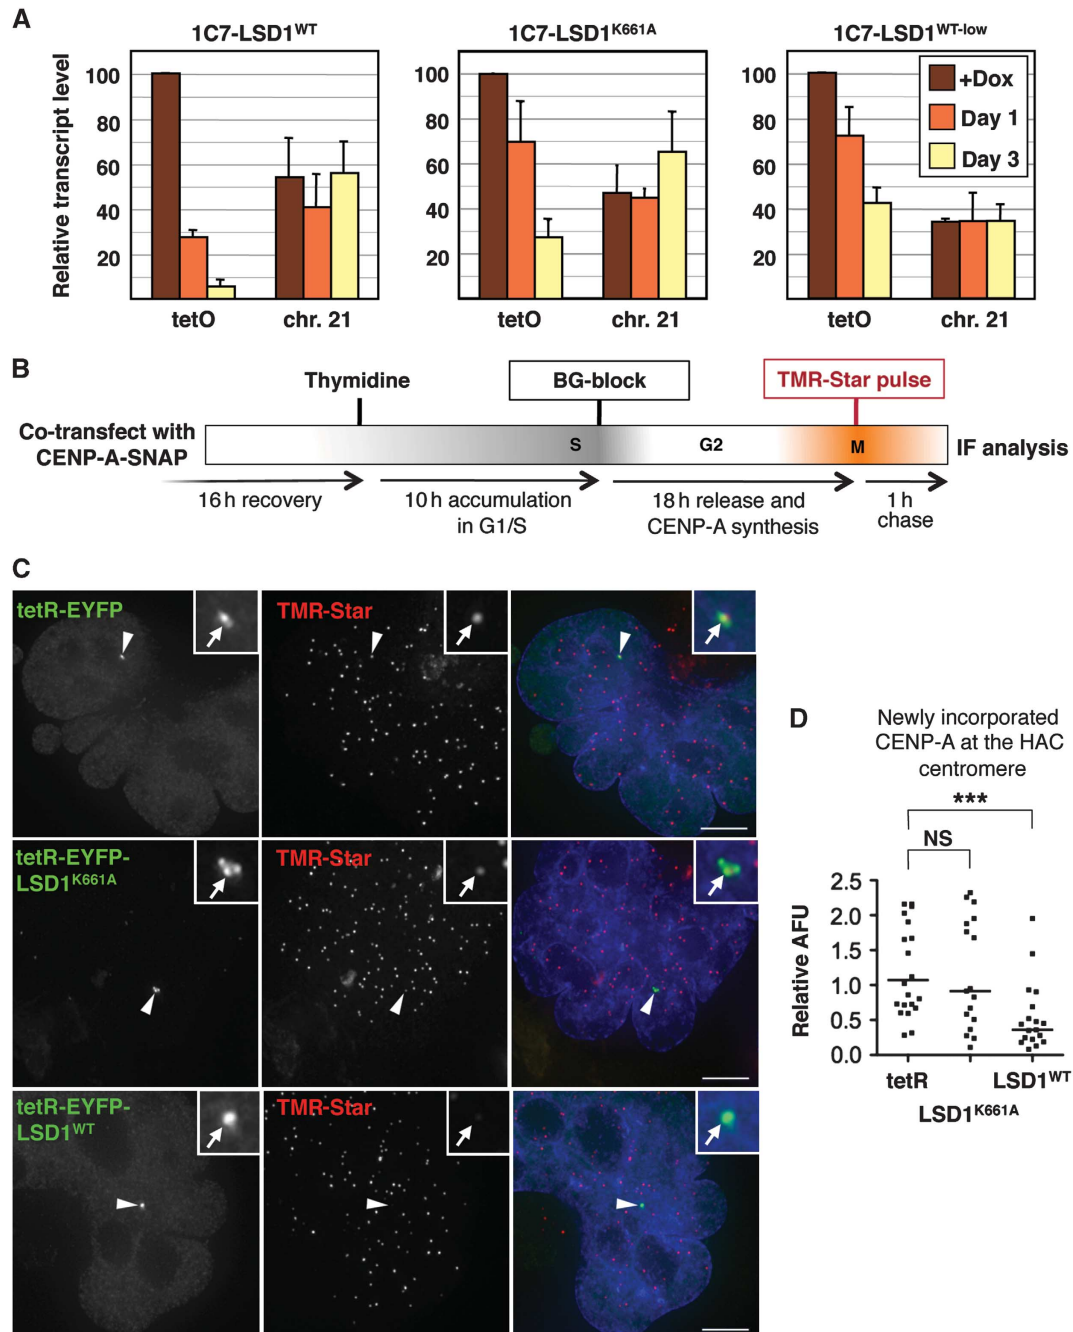 A
1C7-LSD1WT
1C7-LSD1K661A
1C7-LSD1WT-low
Relative transcript level
100
80
60
40
20
tetO
chr. 21
100
80
60
40
20
tetO
chr. 21
100
80
60
40
20
tetO
chr. 21
+Dox
Day 1
Day 3
B
Thymidine
BG-block
TMR-Star pulse
Co-transfect with
CENP-A-SNAP
S
G2
M
IF analysis
16 h recovery
10 h accumulation
in G1/S
18 h release and
CENP-A synthesis
1 h
chase
C
tetR-EYFP
TMR-Star
tetR-EYFP-
LSD1K661A
TMR-Star
tetR-EYFP-
LSD1WT
TMR-Star
D
Newly incorporated
CENP-A at the HAC
centromere
***
NS
Relative AFU
2.5
2.0
1.5
1.0
0.5
0.0
tetR
LSD1WT
LSD1K661A